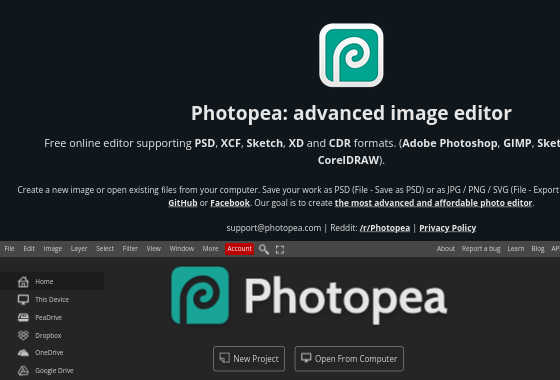 Photopea: advanced image editor
Free online editor supporting PSD, XCF, Sketch, XD and CDR formats. (Adobe Photoshop, GIMP,
CorelDRAW).
Create a new image or open existing files from your computer. Save your work as PSD (File - Save as PSD) or as JPG / PNG / SVG (File - Export
GitHub or Facebook. Our goal is to create the most advanced and affordable photo editor.
support@photopea.com | Reddit: /r/Photopea | Privacy Policy
File Edit Image Layer Select Filter View Window More Account About Report a bug Learn Blog
Home
This Device
PeaDrive
Dropbox
OneDrive
Google Drive
Photopea
New Project Open From Computer